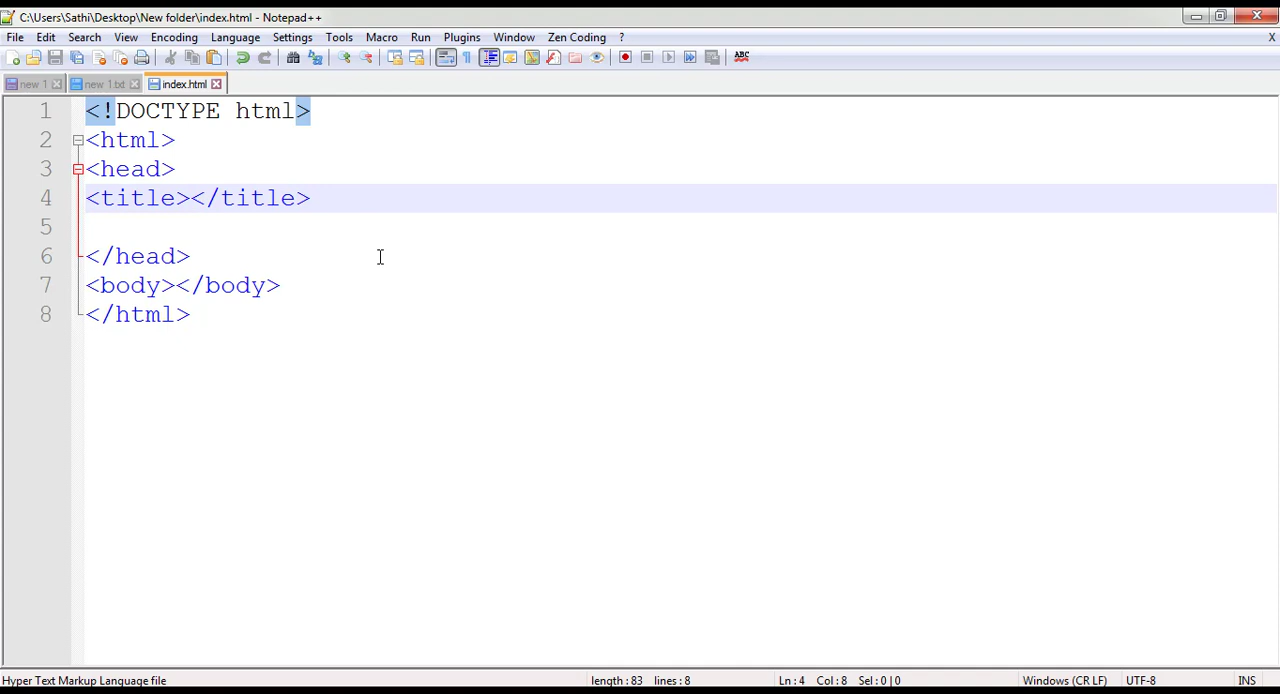 C:\Users\Sathi\Desktop\New folder\index.html - Notepad++
File Edit Search View Encoding Language Settings Tools Macro Run Plugins Window Zen Coding ? X
ABC
new 1 new 1.txt index.html
1 <!DOCTYPE html>
2 <html>
3 <head>
4 <title></title>
5
6 </head>
7 <body></body>
8 </html>
Hyper Text Markup Language file length : 83 lines : 8 Ln : 4 Col : 8 Sel : 0 | 0 Windows (CR LF) UTF-8 INS